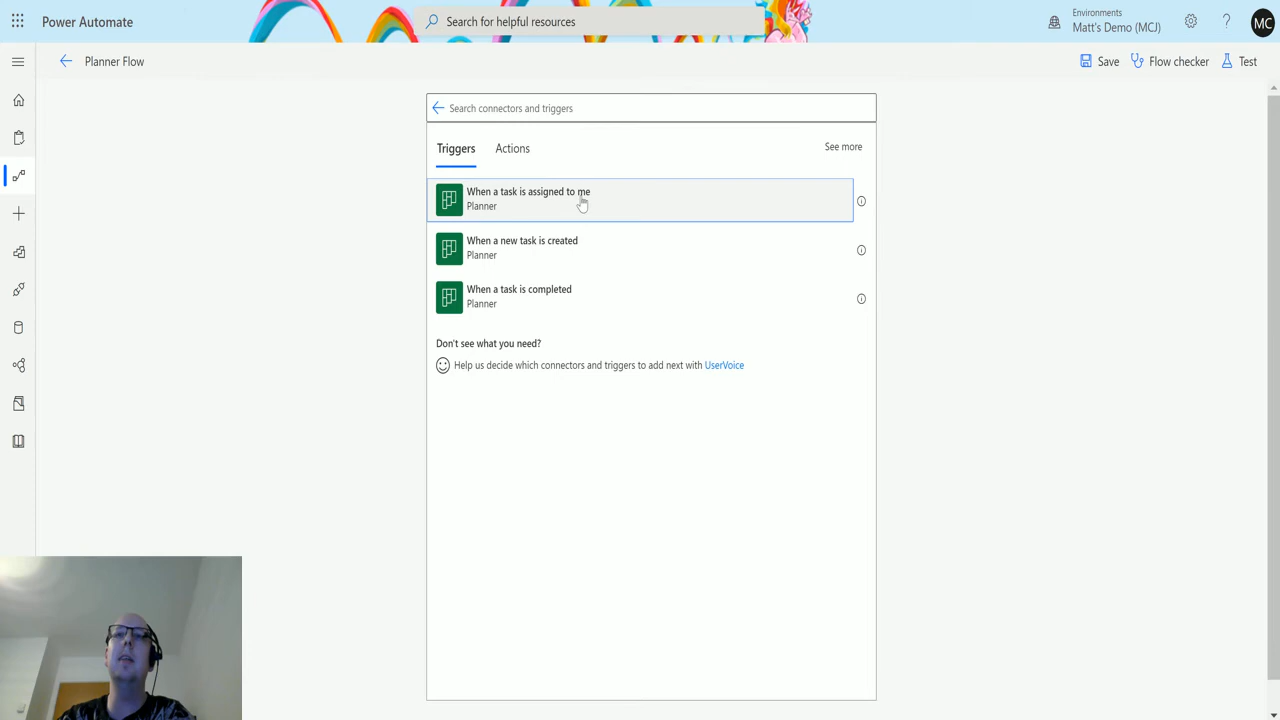 Power Automate
Search for helpful resources
Environments
Matt's Demo (MCJ)
MC
Planner Flow
Save
Flow checker
Test
Search connectors and triggers
Triggers
Actions
See more
When a task is assigned to me
Planner
When a new task is created
Planner
When a task is completed
Planner
Don't see what you need?
Help us decide which connectors and triggers to add next with UserVoice